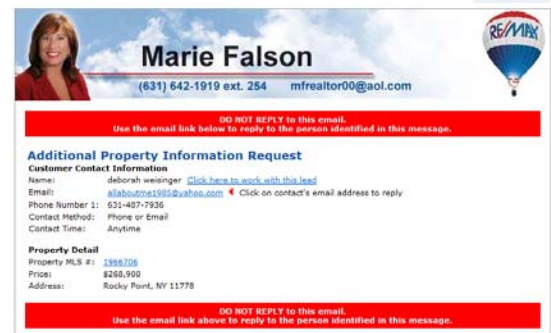 RE/MAX
Marie Falson
(631) 642-1919 ext. 254 mfrealtor00@aol.com
DO NOT REPLY to this email.
Use the email link below to reply to the person identified in this message.
Additional Property Information Request
Customer Contact Information
Name: deborah weisinger Click here to work with this lead
Email: allaboutme1985@yahoo.com Click on contact's email address to reply
Phone Number 1: 631-487-7936
Contact Method: Phone or Email
Contact Time: Anytime
Property Detail
Property MLS #: 1966706
Price: $268,900
Address: Rocky Point, NY 11778
DO NOT REPLY to this email.
Use the email link above to reply to the person identified in this message.